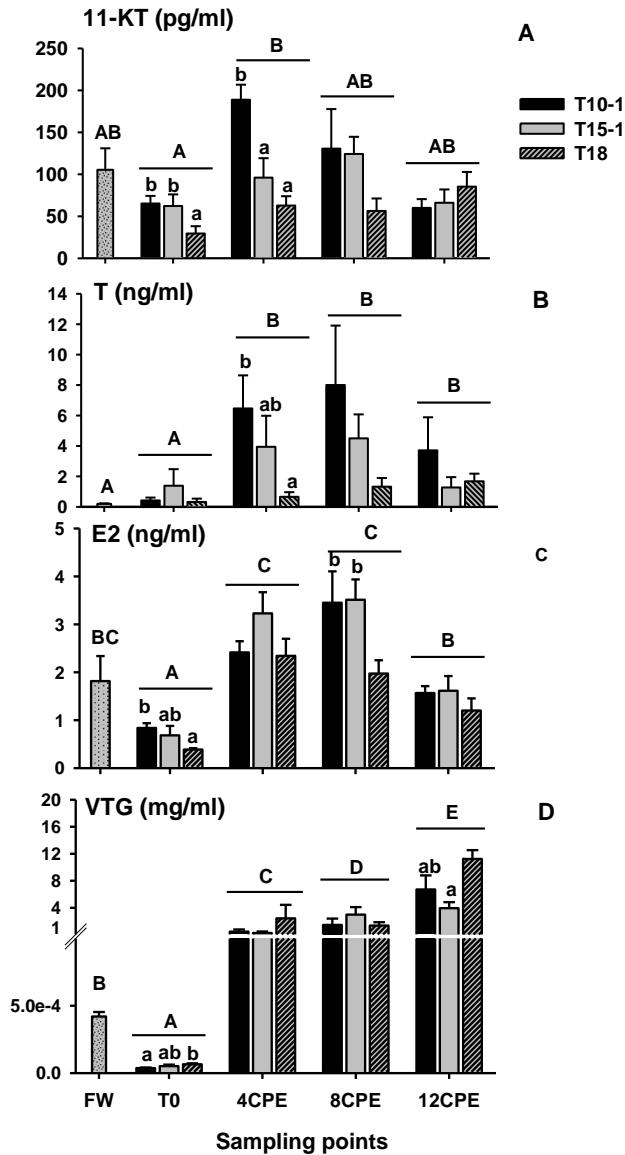 11-KT (pg/ml)
A
250
200
150
100
50
0
AB
A
b
b
a
B
b
a
a
AB
AB
T10-1
T15-1
T18
T (ng/ml)
B
14
12
10
8
6
4
2
0
A
A
B
b
ab
a
B
B
E2 (ng/ml)
C
5
4
3
2
1
0
BC
A
b
ab
a
C
C
b
b
B
VTG (mg/ml)
D
20
16
12
8
4
1
5.0e-4
0.0
B
A
a
ab
b
C
D
E
ab
a
FW
T0
4CPE
8CPE
12CPE
Sampling points